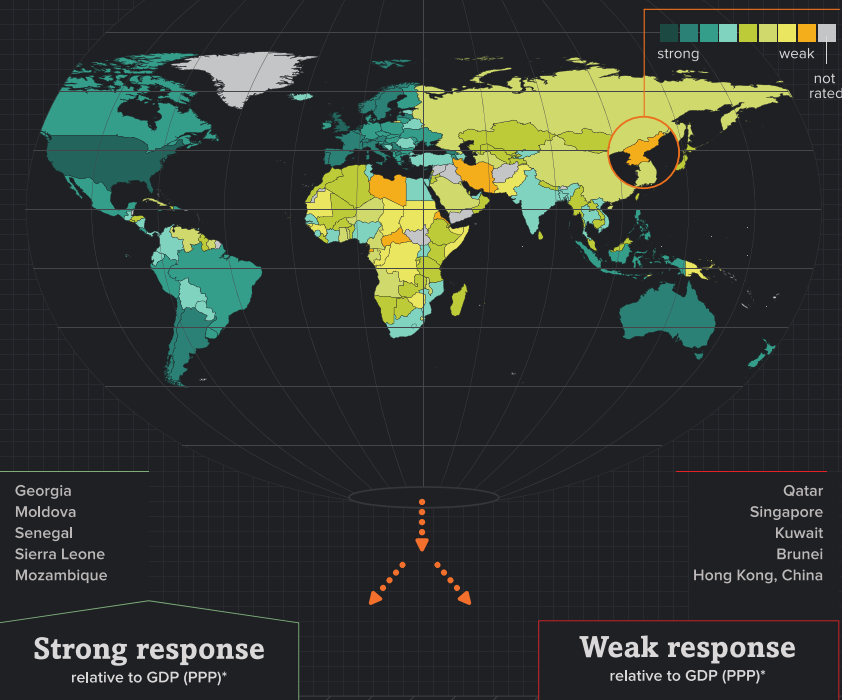 strong
weak
not
rated
Georgia
Moldova
Senegal
Sierra Leone
Mozambique
Qatar
Singapore
Kuwait
Brunei
Hong Kong, China
Strong response
relative to GDP (PPP)*
Weak response
relative to GDP (PPP)*